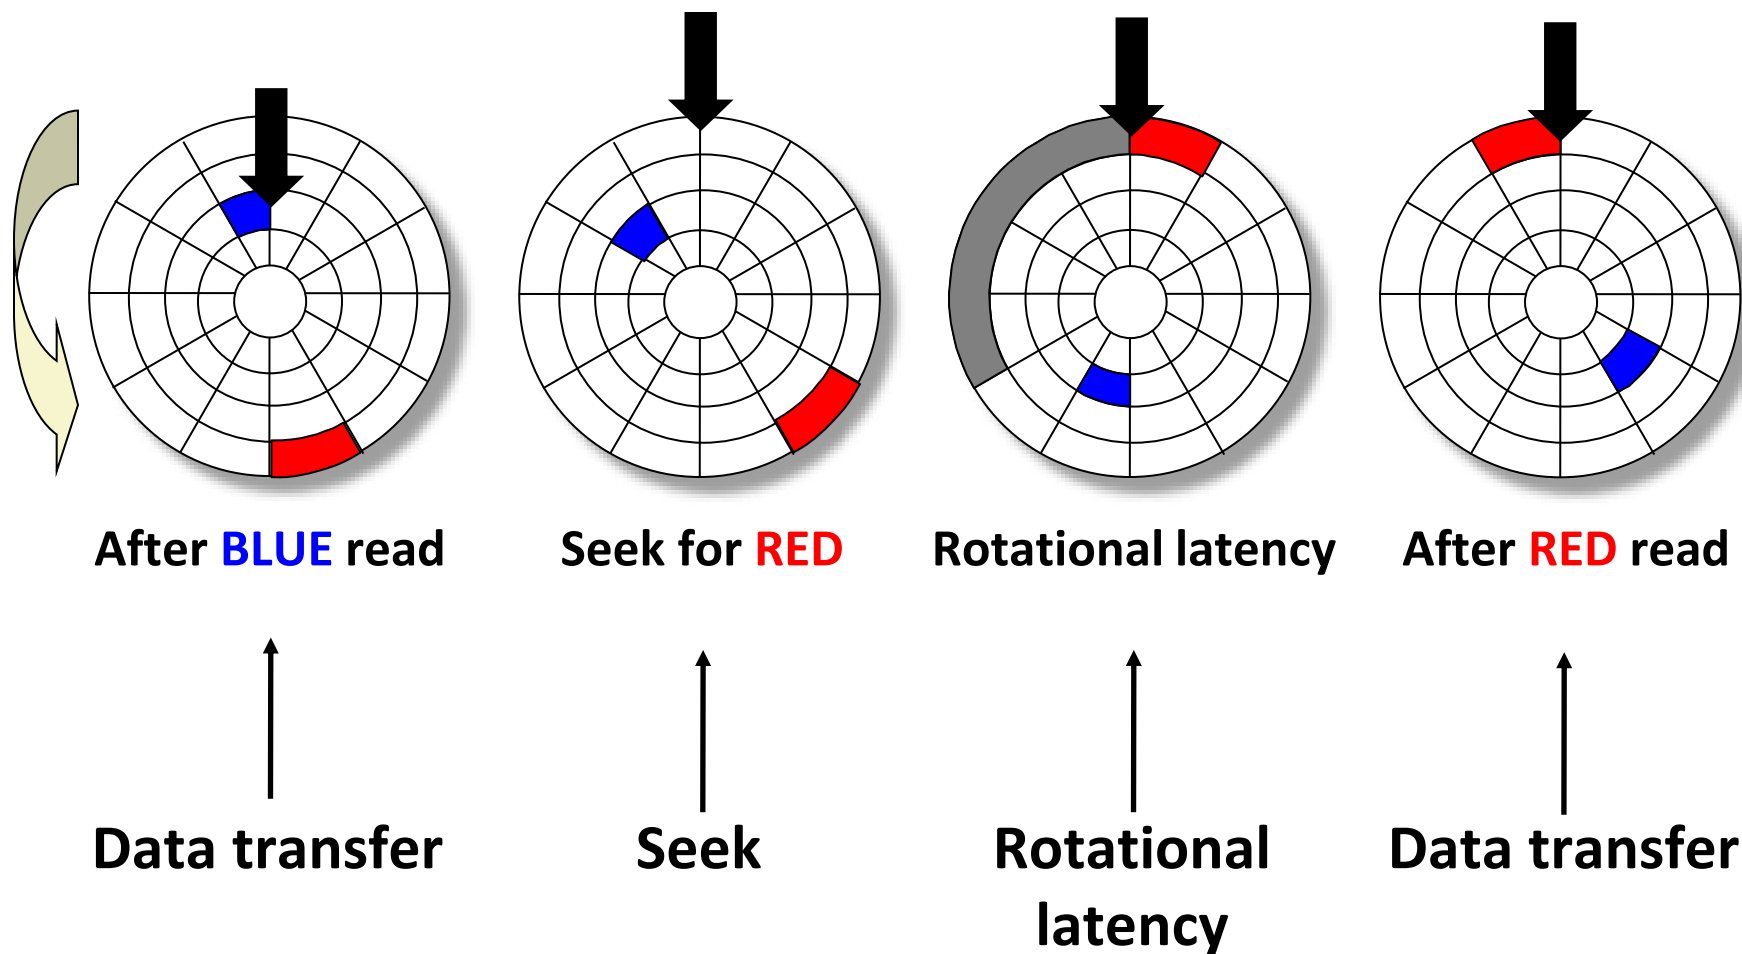 After BLUE read
Seek for RED
Rotational latency
After RED read
Data transfer
Seek
Rotational
latency
Data transfer